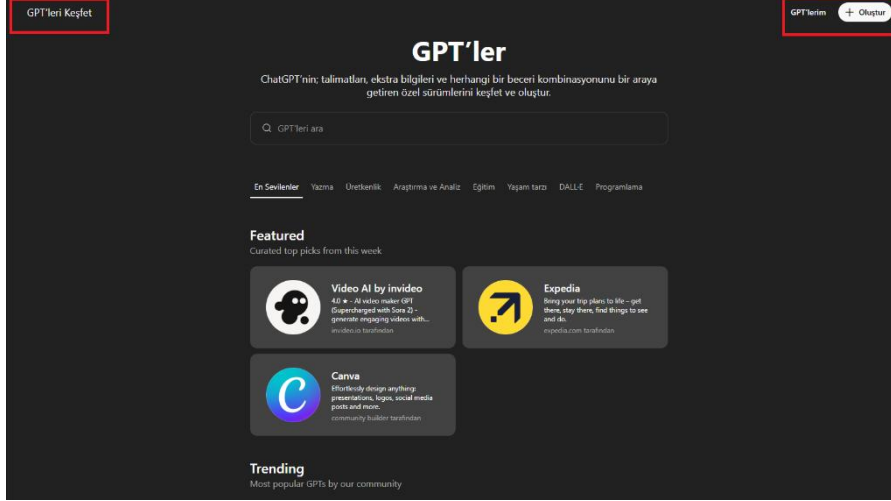 GPT'leri Keşfet
GPT'lerim
+ Oluştur
GPT'ler
ChatGPT'nin; talimatları, ekstra bilgileri ve herhangi bir beceri kombinasyonunu bir araya
getiren özel sürümlerini keşfet ve oluştur.
GPT'leri ara
En Sevilenler Yazma Üretkenlik Araştırma ve Analiz Eğitim Yaşam tarzı DALL·E Programlama
Featured
Curated top picks from this week
Video AI by invideo
4.0 ★ - AI video maker GPT
(Supercharged with Sora 2) -
generate engaging videos with...
invideo.io tarafından
Expedia
Bring your trip plans to life – get
there, stay there, find things to see
and do.
expedia.com tarafından
Canva
Effortlessly design anything:
presentations, logos, social media
posts and more.
community builder tarafından
Trending
Most popular GPTs by our community